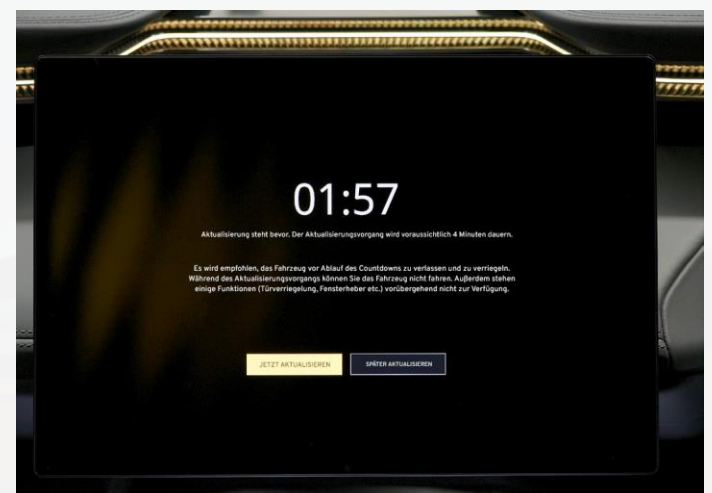 01:57
Aktualisierung steht bevor. Der Aktualisierungsvorgang wird voraussichtlich 4 Minuten dauern.
Es wird empfohlen, das Fahrzeug vor Ablauf des Countdowns zu verlassen und zu verriegeln.
Während des Aktualisierungsvorgangs können Sie das Fahrzeug nicht fahren. Außerdem stehen
einige Funktionen (Türverriegelung, Fensterheber etc.) vorübergehend nicht zur Verfügung.
JETZT AKTUALISIEREN
SPÄTER AKTUALISIEREN